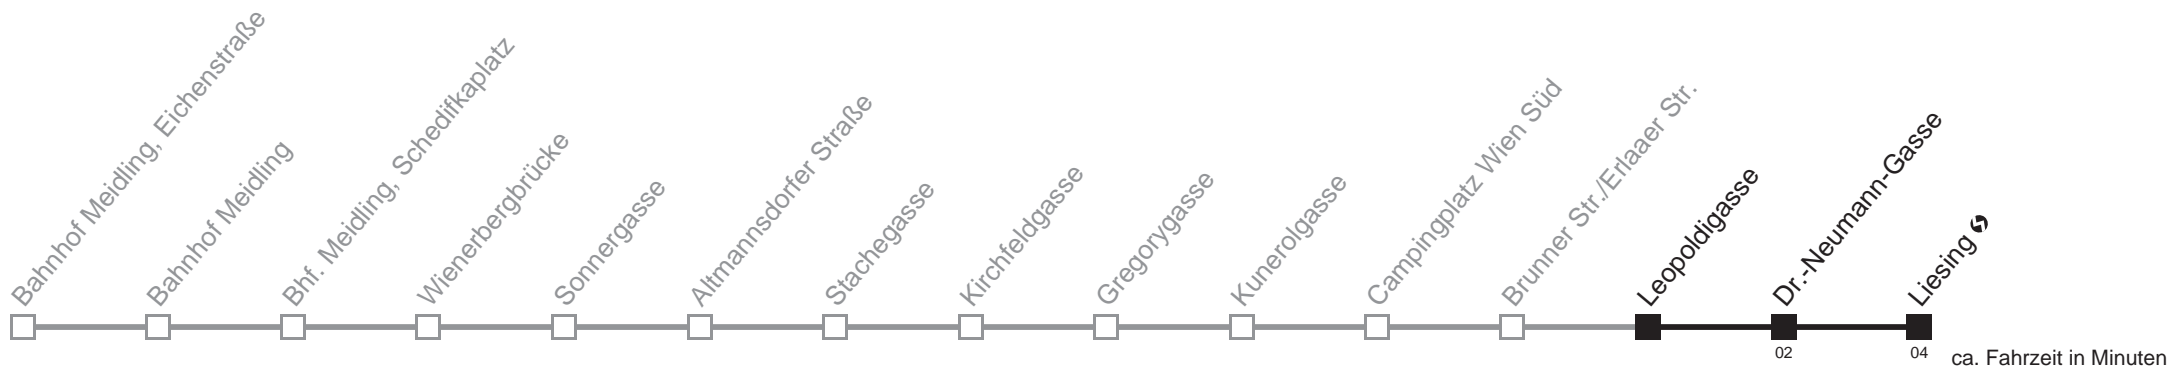 Bahnhof Meidling, Eichenstraße
Bahnhof Meidling
Bhf. Meidling, Schedifkaplatz
Wienerbergbrücke
Sonnergasse
Altmannsdorfer Straße
Stachegasse
Kirchfeldgasse
Gregorygasse
Kunerolgasse
Campingplatz Wien Süd
Brunner Str./Erlaaer Str.
Leopoldigasse
Dr.-Neumann-Gasse
Liesing
02
04
ca. Fahrzeit in Minuten